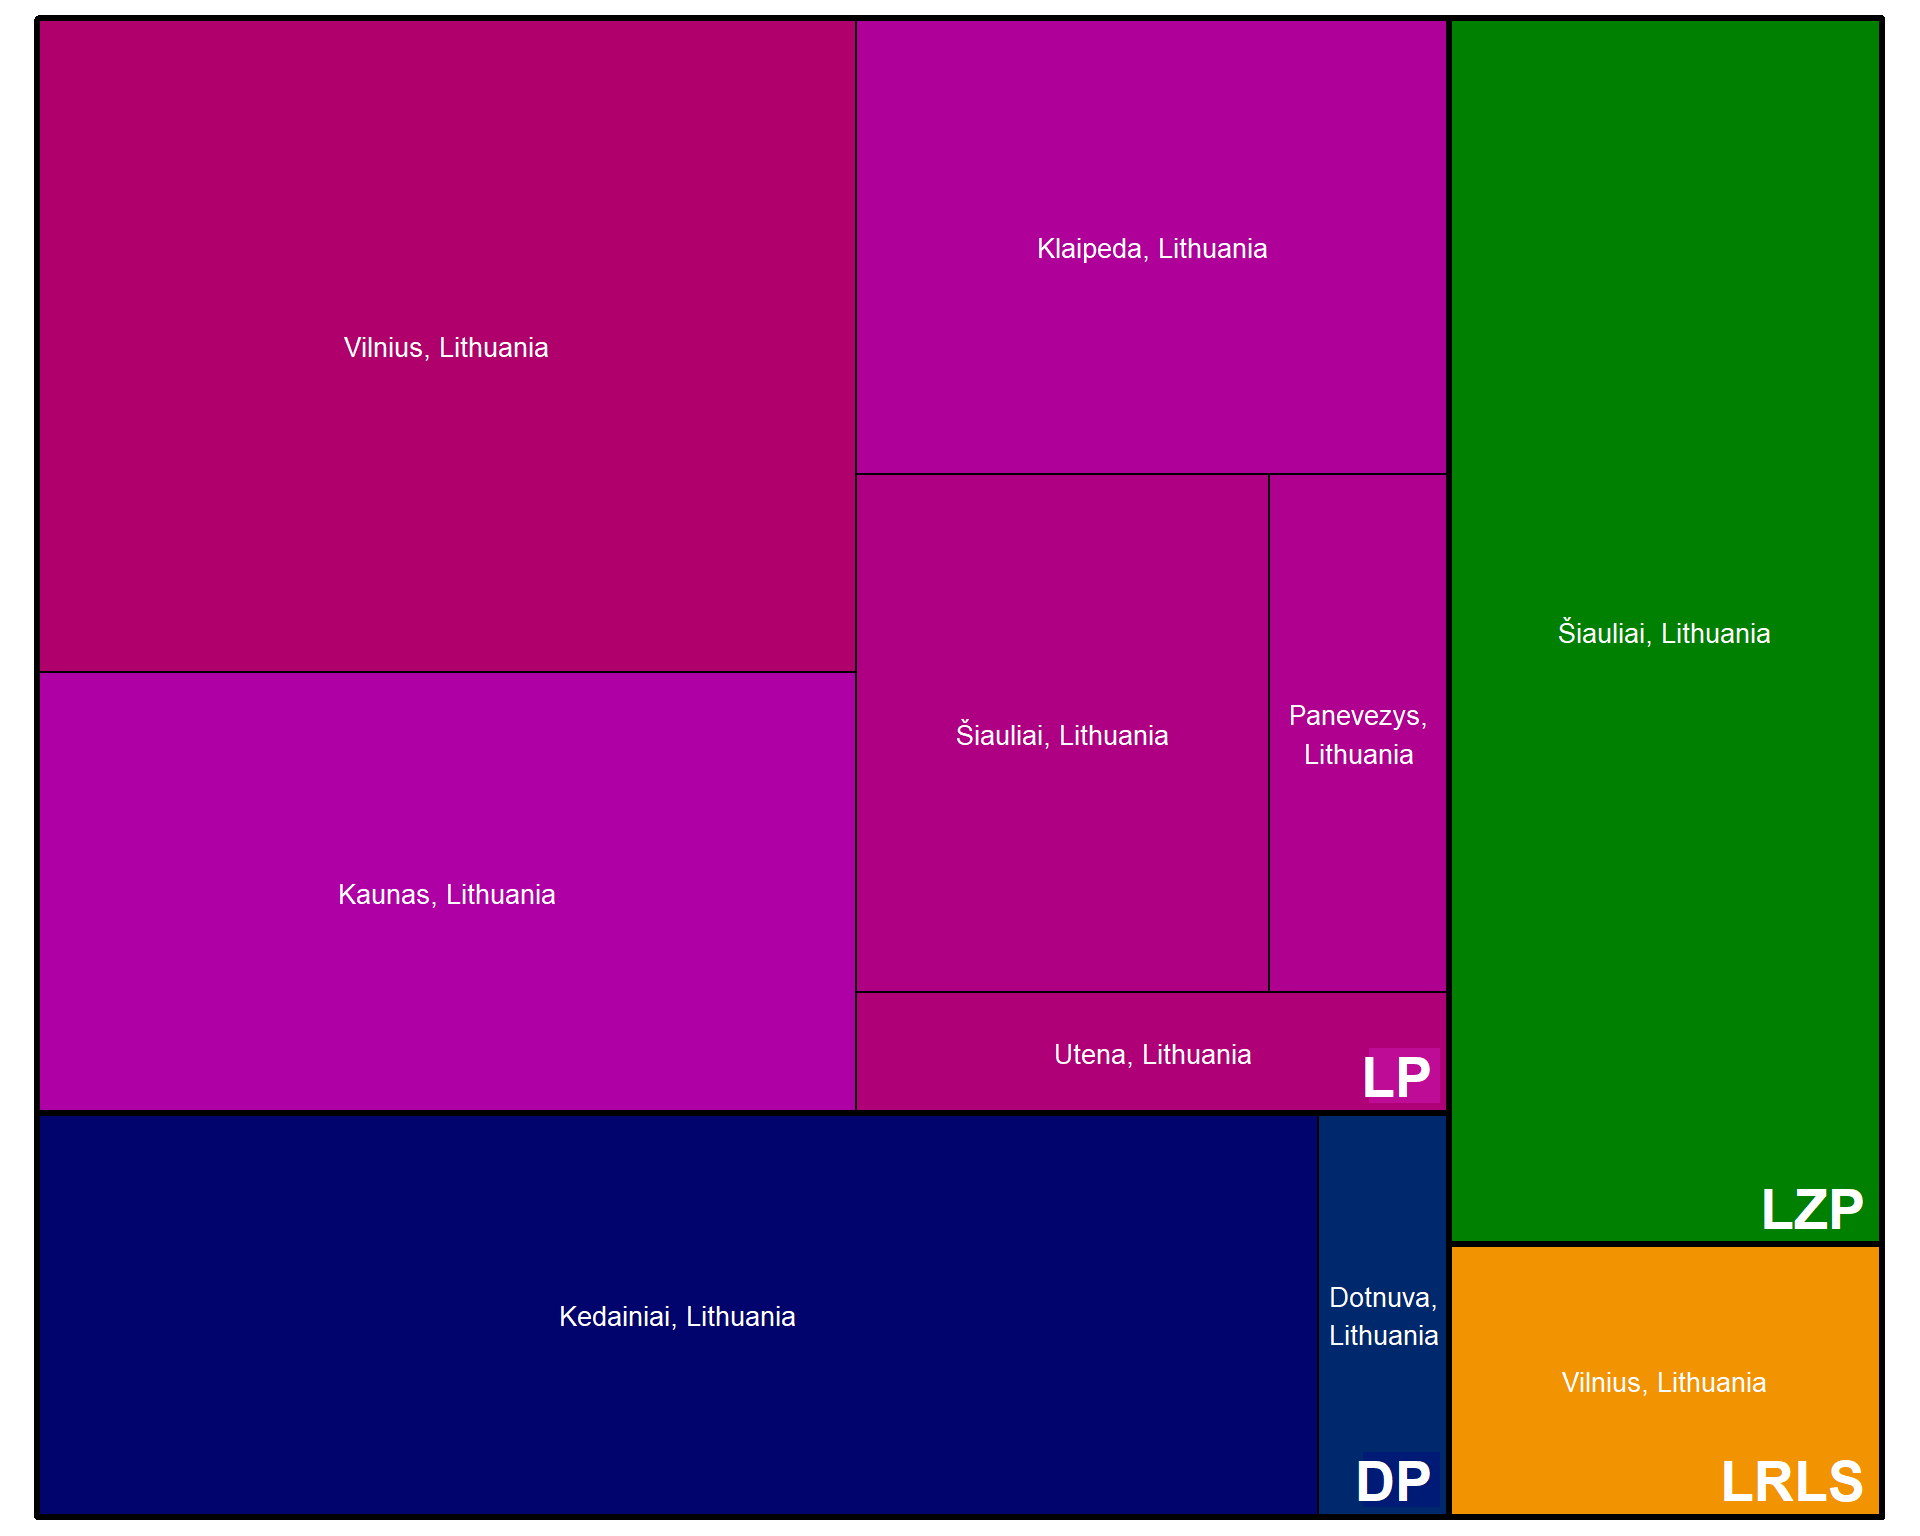 Vilnius, Lithuania
Kaunas, Lithuania
Klaipeda, Lithuania
Šiauliai, Lithuania
Panevezys,
Lithuania
Utena, Lithuania
LP
Kedainiai, Lithuania
Dotnuva,
Lithuania
DP
Šiauliai, Lithuania
LZP
Vilnius, Lithuania
LRLS